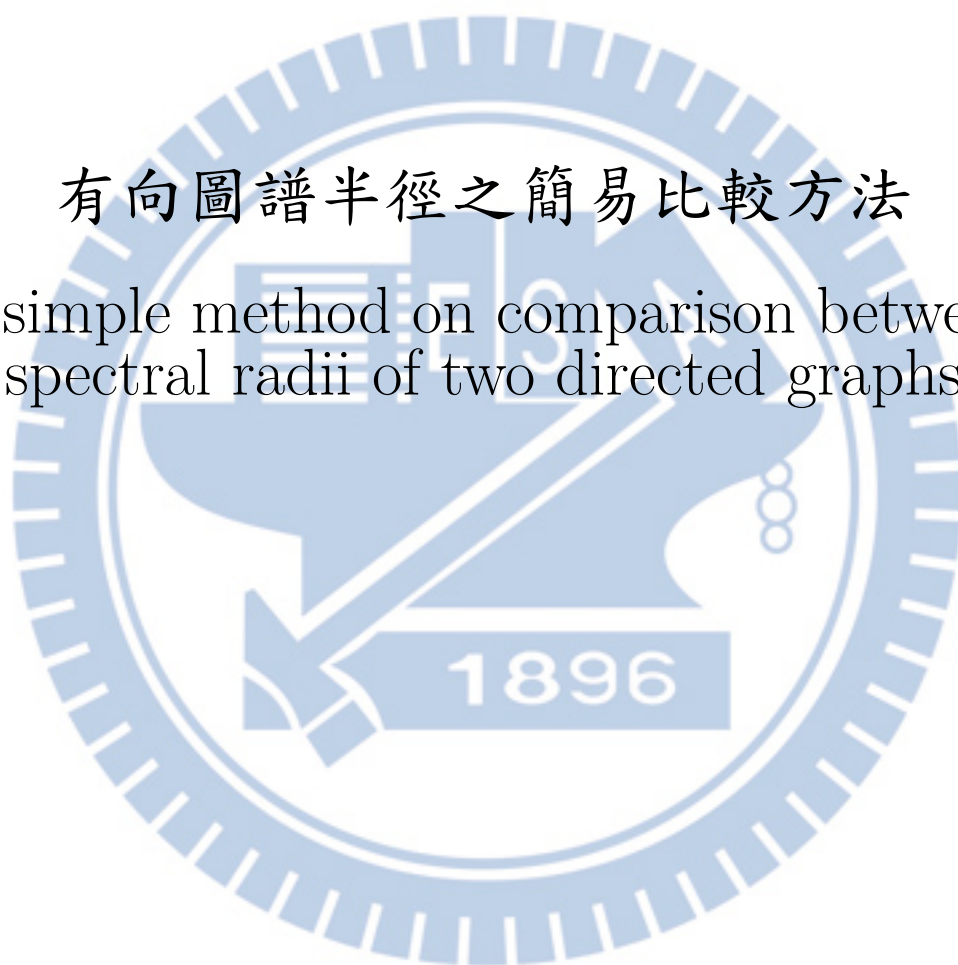 有向圖譜半徑之簡易比較方法
simple method on comparison betwe
spectral radii of two directed graphs
ESA
1896